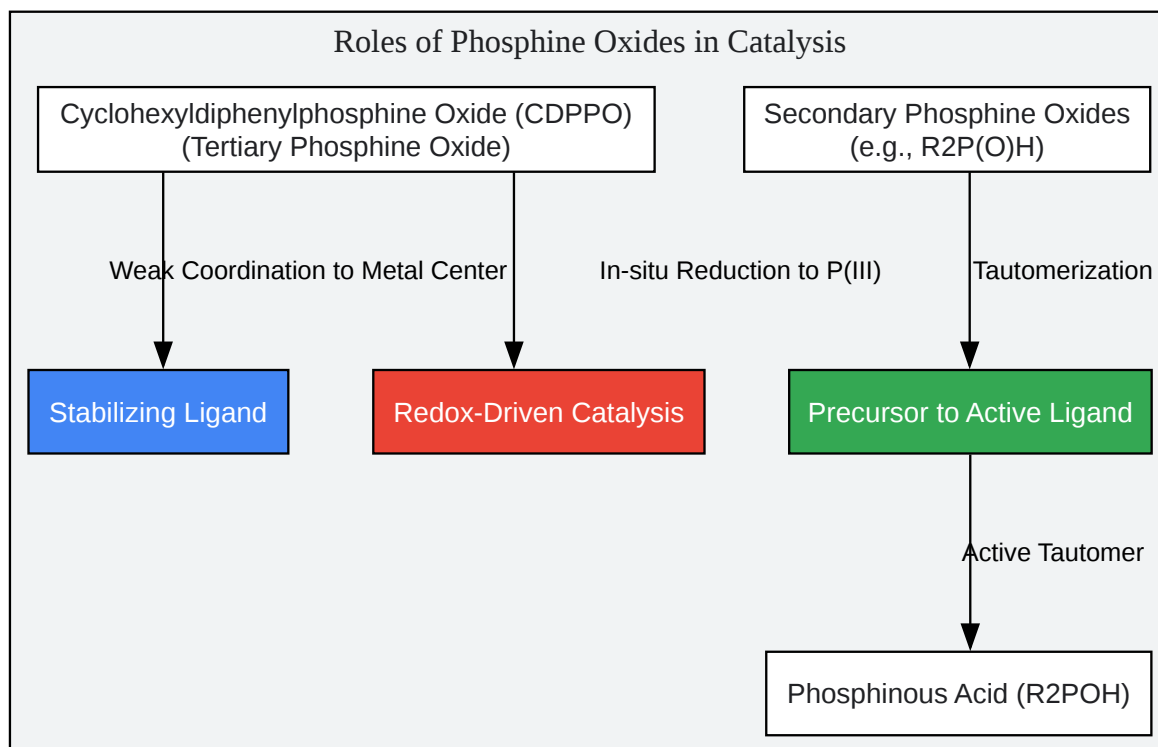 Roles of Phosphine Oxides in Catalysis
Cyclohexyldiphenylphosphine Oxide (CDPPO)
(Tertiary Phosphine Oxide)
Secondary Phosphine Oxides
(e.g., R2P(O)H)
Weak Coordination to Metal Center
In-situ Reduction to P(III)
Tautomerization
Stabilizing Ligand
Redox-Driven Catalysis
Precursor to Active Ligand
Active Tautomer
Phosphinous Acid (R2POH)